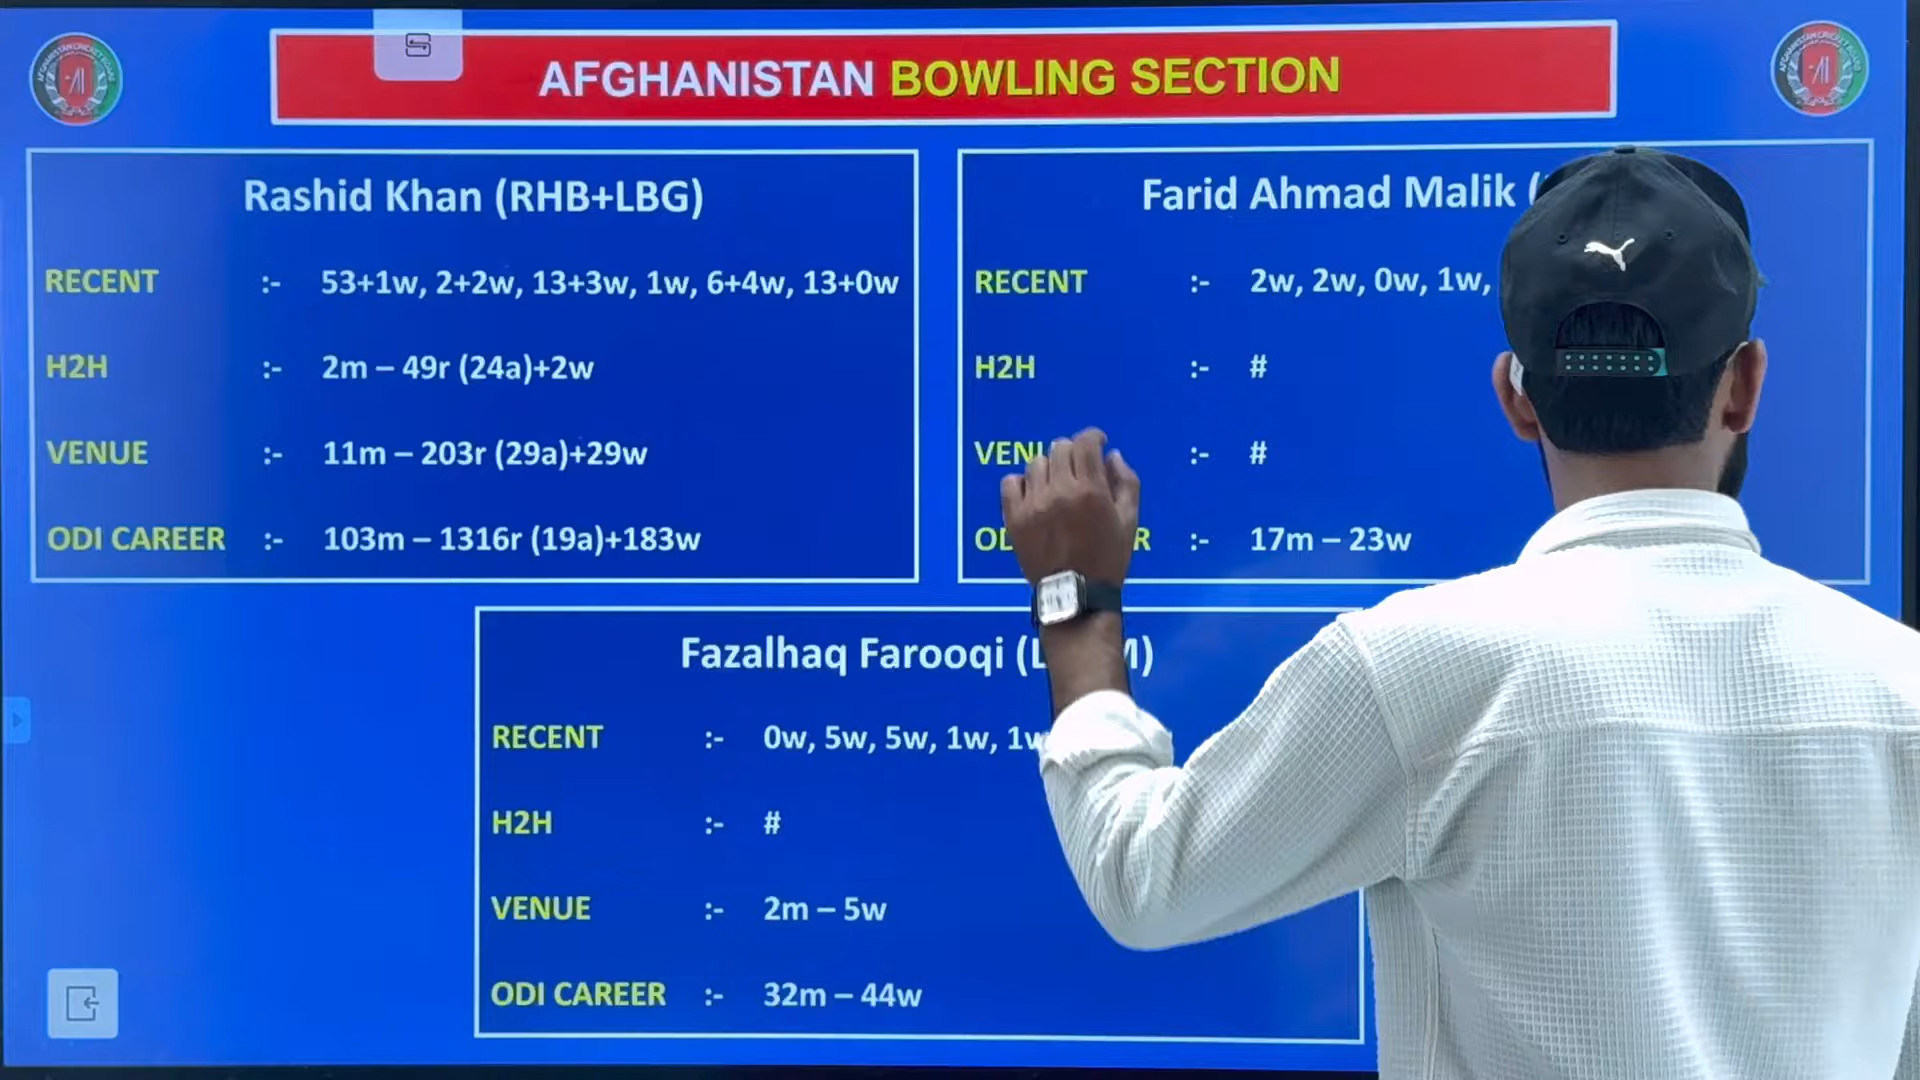 AFGHANISTAN BOWLING SECTION
Rashid Khan (RHB+LBG)
RECENT :- 53+1w, 2+2w, 13+3w, 1w, 6+4w, 13+0w
H2H :- 2m – 49r (24a)+2w
VENUE :- 11m – 203r (29a)+29w
ODI CAREER :- 103m – 1316r (19a)+183w
Farid Ahmad Malik (
RECENT :- 2w, 2w, 0w, 1w,
H2H :- #
:- #
:- 17m – 23w
Fazalhaq Farooqi (
RECENT :- 0w, 5w, 5w, 1w,
H2H :- #
VENUE :- 2m – 5w
ODI CAREER :- 32m – 44w